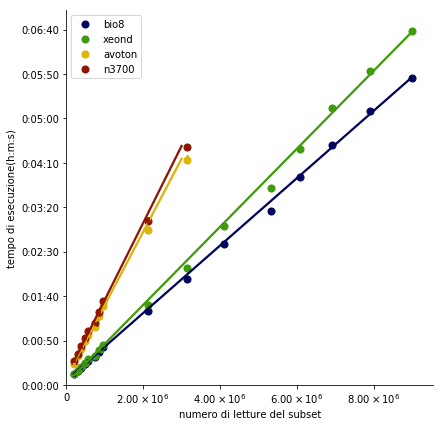 bio8
xeond
avoton
n3700
0:06:40
0:05:50
0:05:00
0:04:10
0:03:20
0:02:30
0:01:40
0:00:50
0:00:00
tempo di esecuzione(h:m:s)
0
2.00 × 10⁶
4.00 × 10⁶
6.00 × 10⁶
8.00 × 10⁶
numero di letture del subset